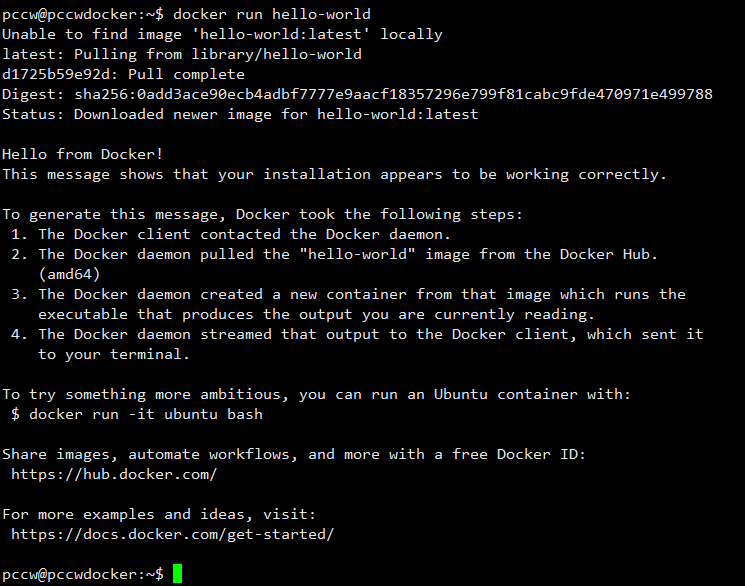 pccw@pccwdocker:~$ docker run hello-world
Unable to find image 'hello-world:latest' locally
latest: Pulling from library/hello-world
d1725b59e92d: Pull complete
Digest: sha256:0add3ace90ecb4adbf7777e9aacf18357296e799f81cabc9fde470971e499788
Status: Downloaded newer image for hello-world:latest

Hello from Docker!
This message shows that your installation appears to be working correctly.

To generate this message, Docker took the following steps:
 1. The Docker client contacted the Docker daemon.
 2. The Docker daemon pulled the "hello-world" image from the Docker Hub.
    (amd64)
 3. The Docker daemon created a new container from that image which runs the
    executable that produces the output you are currently reading.
 4. The Docker daemon streamed that output to the Docker client, which sent it
    to your terminal.

To try something more ambitious, you can run an Ubuntu container with:
 $ docker run -it ubuntu bash

Share images, automate workflows, and more with a free Docker ID:
 https://hub.docker.com/

For more examples and ideas, visit:
 https://docs.docker.com/get-started/

pccw@pccwdocker:~$